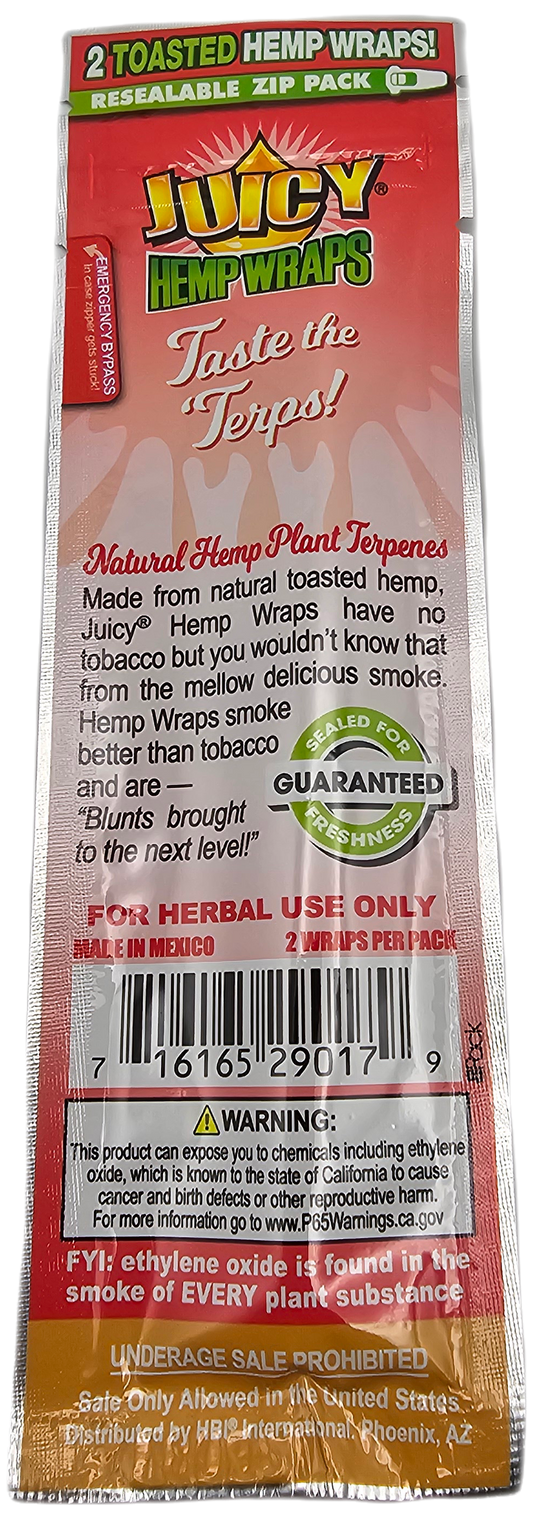 2 TOASTED HEMP WRAPS!
RESEALABLE ZIP PACK
JUICY®
HEMP WRAPS
EMERGENCY BYPASS
In case zipper gets stuck!
Taste the
'Terps!
Natural Hemp Plant Terpenes
Made from natural toasted hemp,
Juicy® Hemp Wraps have no
tobacco but you wouldn't know that
from the mellow delicious smoke.
Hemp Wraps smoke
better than tobacco
and are —
"Blunts brought
to the next level!"
SEALED FOR
GUARANTEED
FRESHNESS
FOR HERBAL USE ONLY
MADE IN MEXICO 2 WRAPS PER PACK
7 16165 29017 9
WARNING:
This product can expose you to chemicals including ethylene
oxide, which is known to the state of California to cause
cancer and birth defects or other reproductive harm.
For more information go to www.P65Warnings.ca.gov
FYI: ethylene oxide is found in the
smoke of EVERY plant substance
UNDERAGE SALE PROHIBITED
Sale Only Allowed in the United States
Distributed by HBI® International. Phoenix, AZ